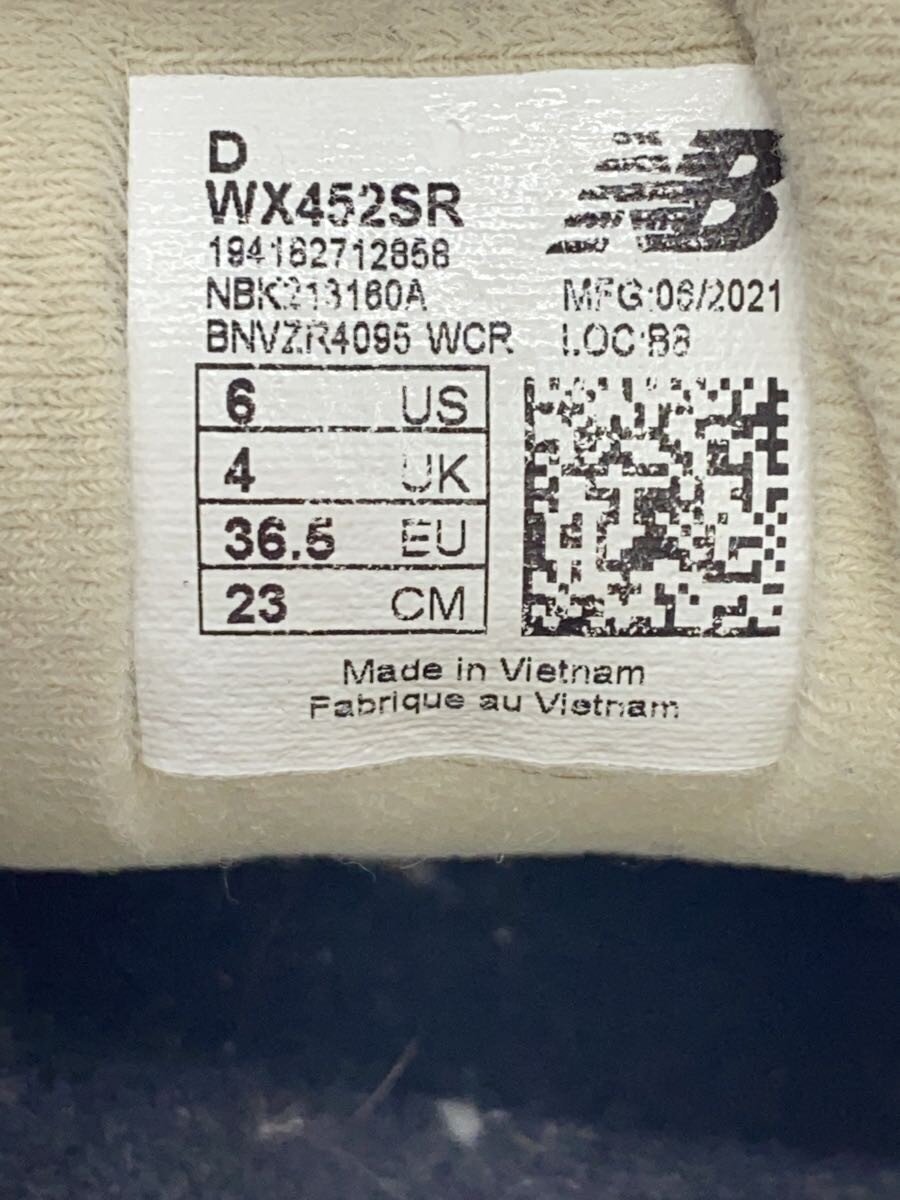 D
WX452SR
NB
194182712858
NBK213160A
MFG:06/2021
BNVZR4095 WCR
LOC:B8
6 US
4 UK
36.5 EU
23 CM
Made in Vietnam
Fabrique au Vietnam